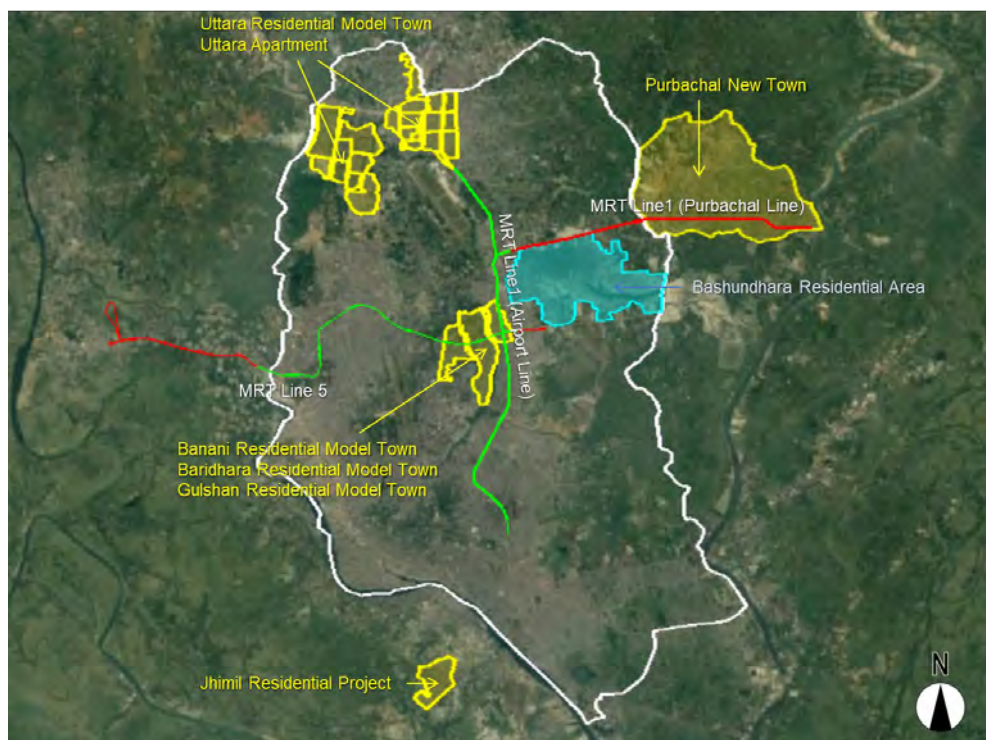 Uttara Residential Model Town
Uttara Apartment
Purbachal New Town
MRT Line1 (Purbachal Line)
MRT Line1 (Airport Line)
Bashundhara Residential Area
MRT Line 5
Banani Residential Model Town
Baridhara Residential Model Town
Gulshan Residential Model Town
Jhimil Residential Project
N